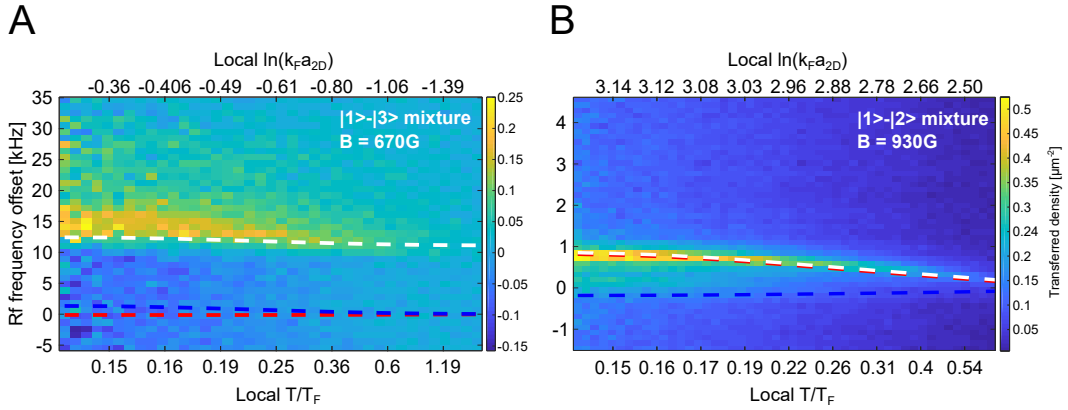 A
Local ln(kFa2D)
-0.36 -0.406 -0.49 -0.61 -0.80 -1.06 -1.39
35
30
25
20
15
10
5
0
-5
Rf frequency offset [kHz]
|1>-|3> mixture
B = 670G
0.25
0.20
0.15
0.10
0.05
0
-0.05
-0.1
-0.15
0.15 0.16 0.19 0.25 0.36 0.6 1.19
Local T/TF
B
Local ln(kFa2D)
3.14 3.12 3.08 3.03 2.96 2.88 2.78 2.66 2.50
4
3
2
1
0
-1
|1>-|2> mixture
B = 930G
0.5
0.45
0.4
0.35
0.30
0.25
0.20
0.15
0.10
0.05
Transferred density [μm-2]
0.15 0.16 0.17 0.19 0.22 0.26 0.31 0.4 0.54
Local T/TF